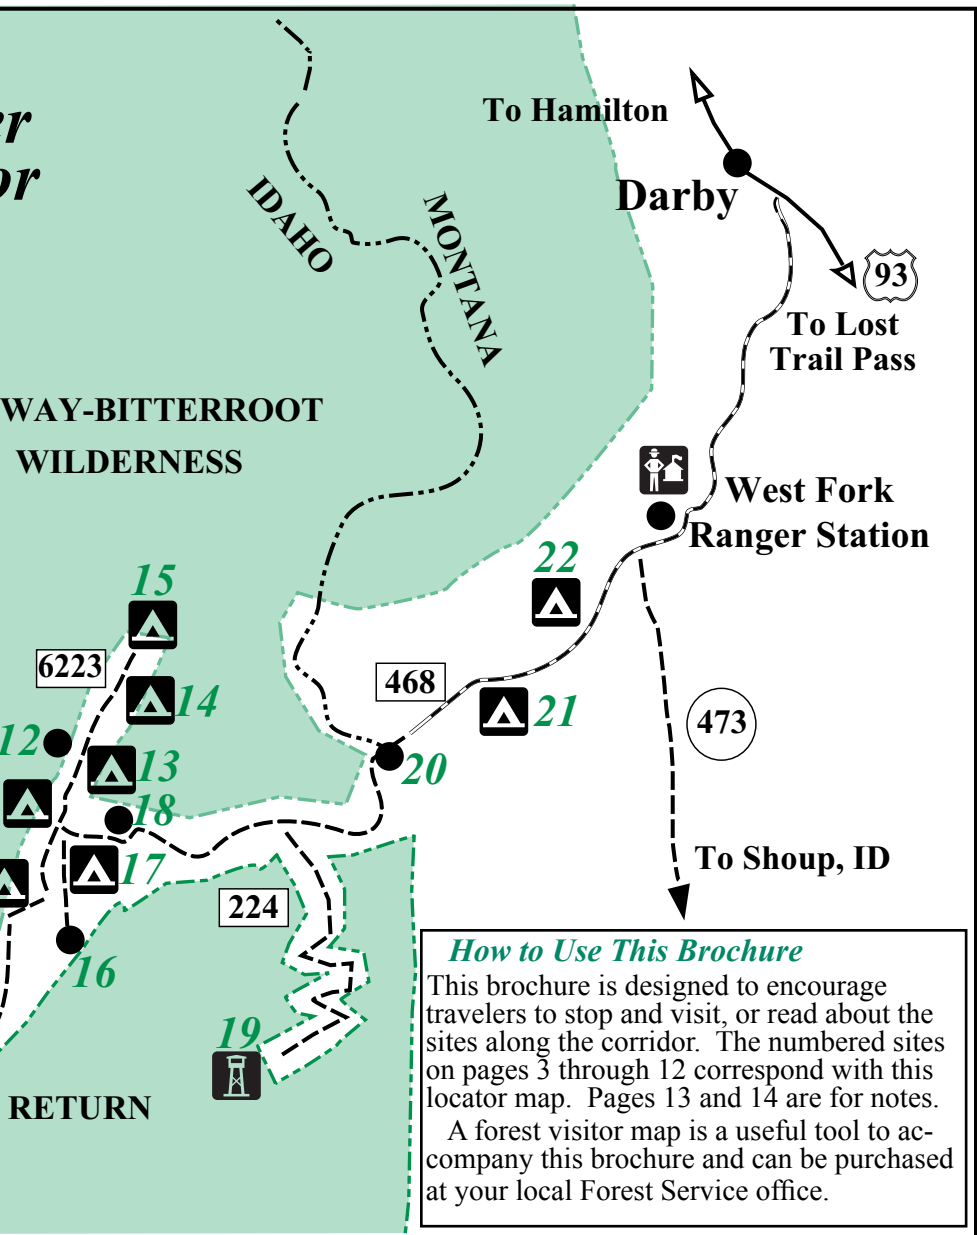 er
or
To Hamilton
Darby
IDAHO
MONTANA
93
To Lost
Trail Pass
WAY-BITTERROOT
WILDERNESS
West Fork
Ranger Station
22
15
6223
468
14
21
473
12
13
20
18
17
To Shoup, ID
224
16
19
RETURN
How to Use This Brochure
This brochure is designed to encourage
travelers to stop and visit, or read about the
sites along the corridor.  The numbered sites
on pages 3 through 12 correspond with this
locator map.  Pages 13 and 14 are for notes.
A forest visitor map is a useful tool to ac-
company this brochure and can be purchased
at your local Forest Service office.